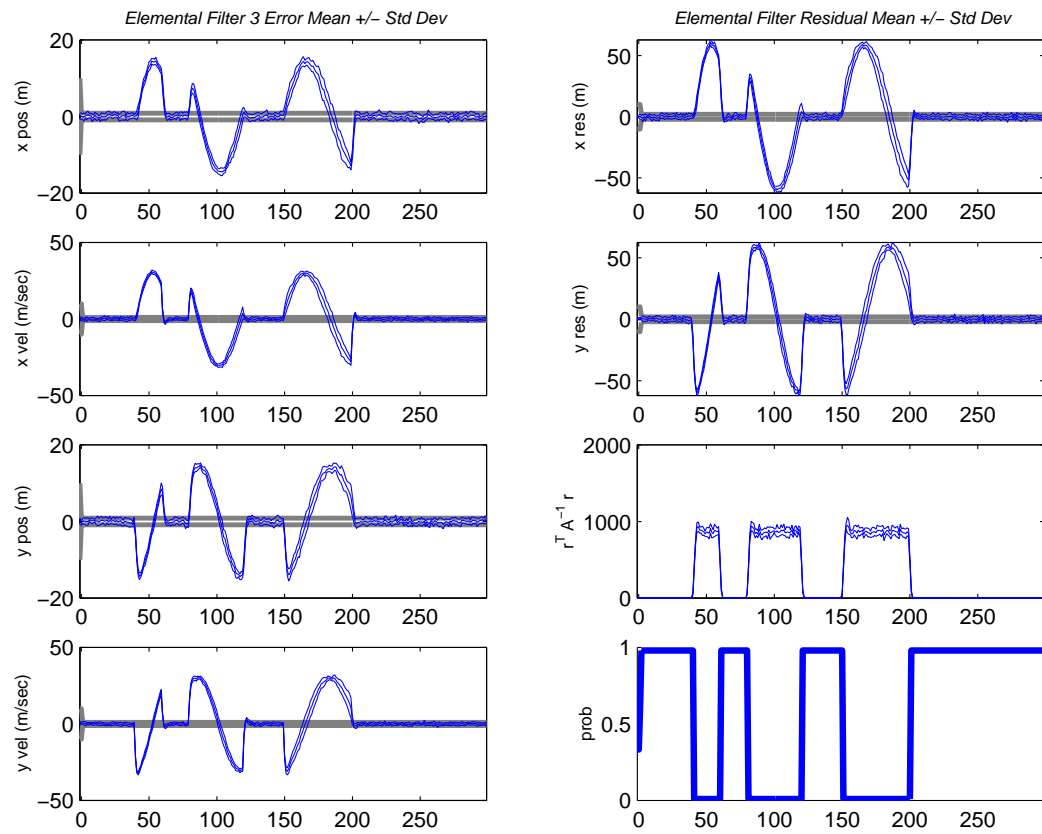 Elemental Filter 3 Error Mean +/− Std Dev
20
0
−20
x pos (m)
0 50 100 150 200 250
50
0
−50
x vel (m/sec)
0 50 100 150 200 250
20
0
−20
y pos (m)
0 50 100 150 200 250
50
0
−50
y vel (m/sec)
0 50 100 150 200 250
Elemental Filter Residual Mean +/− Std Dev
50
0
−50
x res (m)
0 50 100 150 200 250
50
0
−50
y res (m)
0 50 100 150 200 250
2000
1000
0
r^T A^−1 r
0 50 100 150 200 250
1
0.5
0
prob
0 50 100 150 200 250